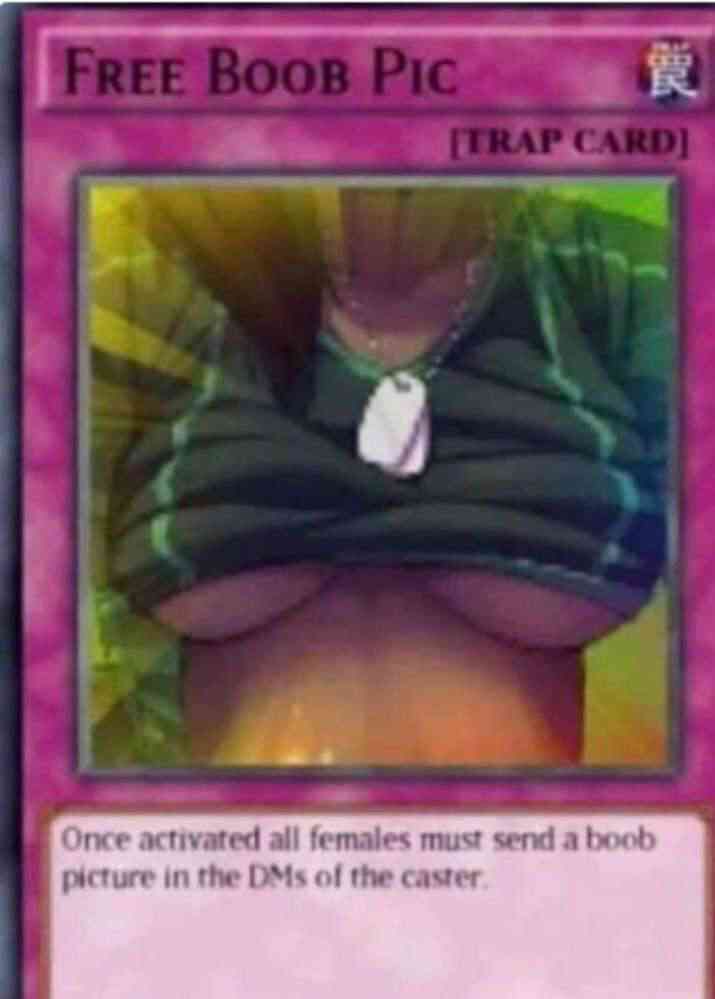 FREE BOOB PIC
罠
[TRAP CARD]
Once activated all females must send a boob
picture in the DMs of the caster.